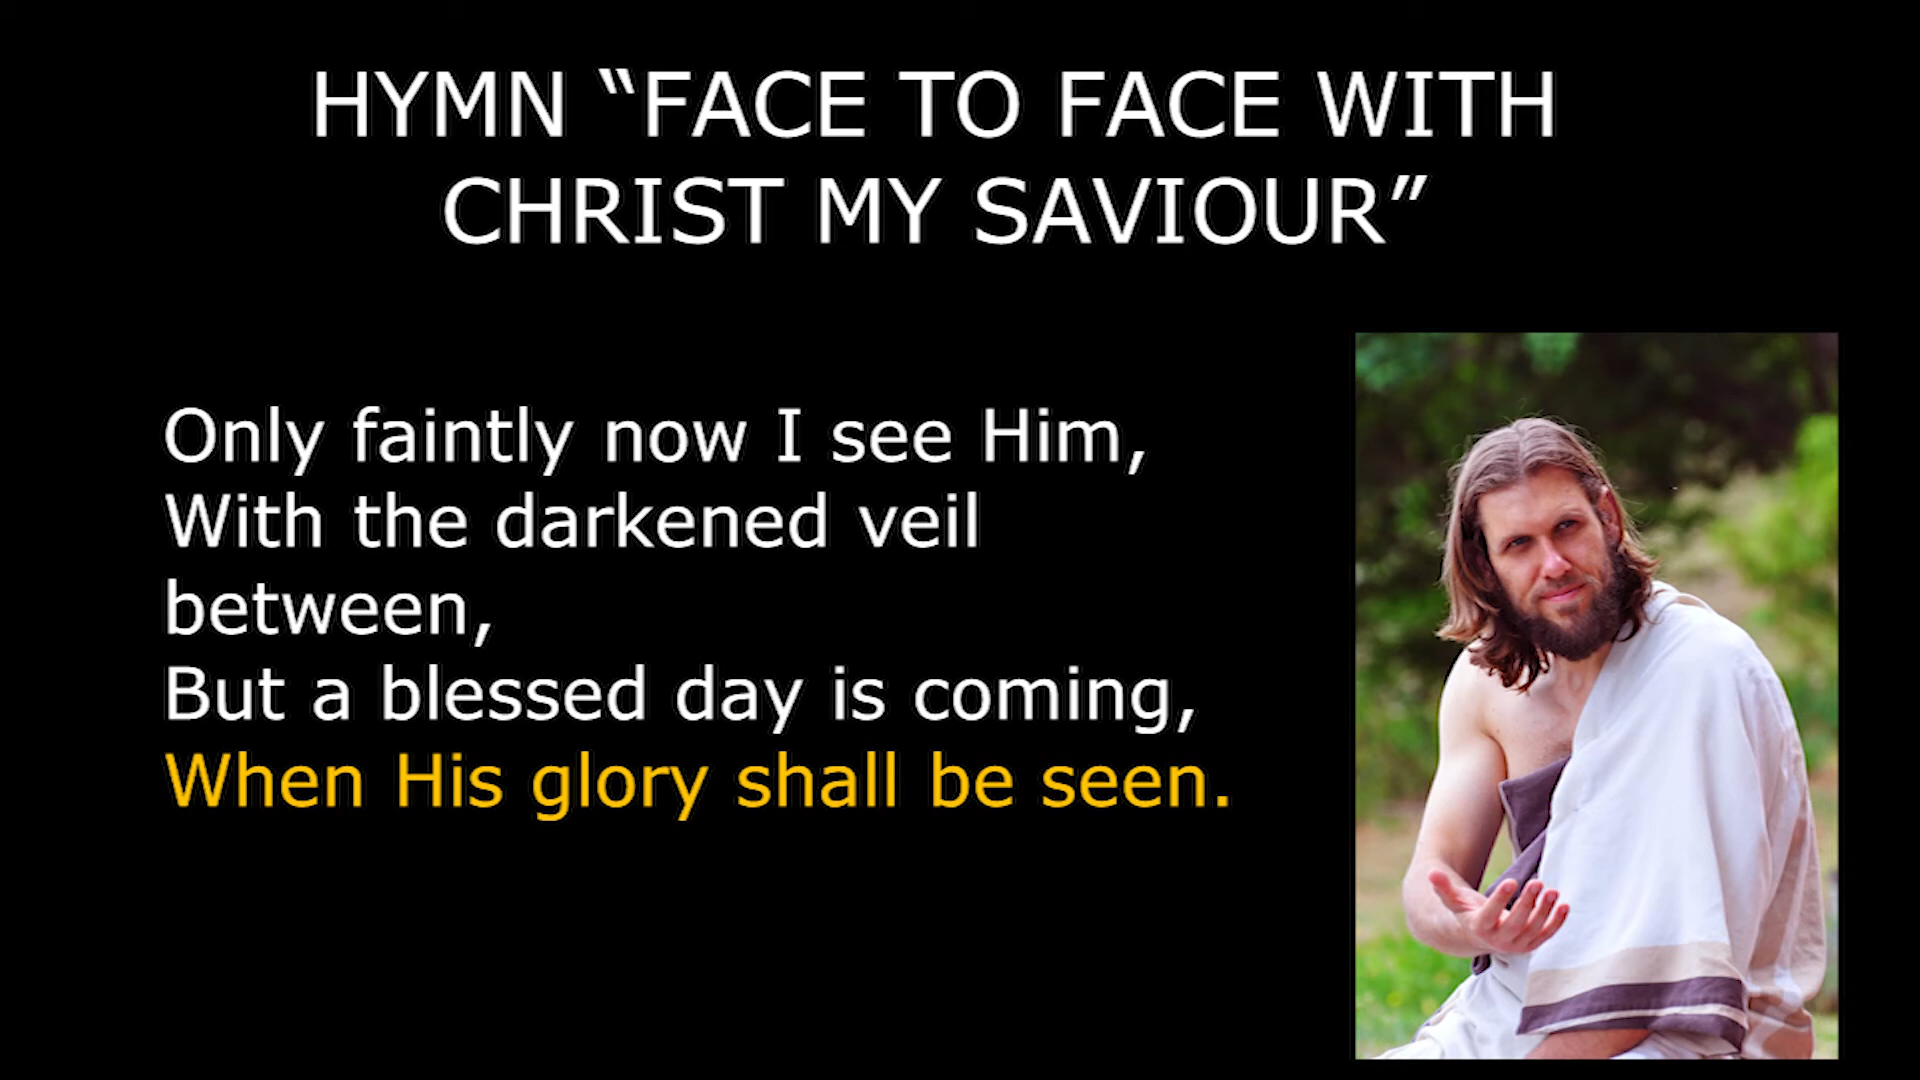 HYMN “FACE TO FACE WITH
CHRIST MY SAVIOUR”
Only faintly now I see Him,
With the darkened veil
between,
But a blessed day is coming,
When His glory shall be seen.